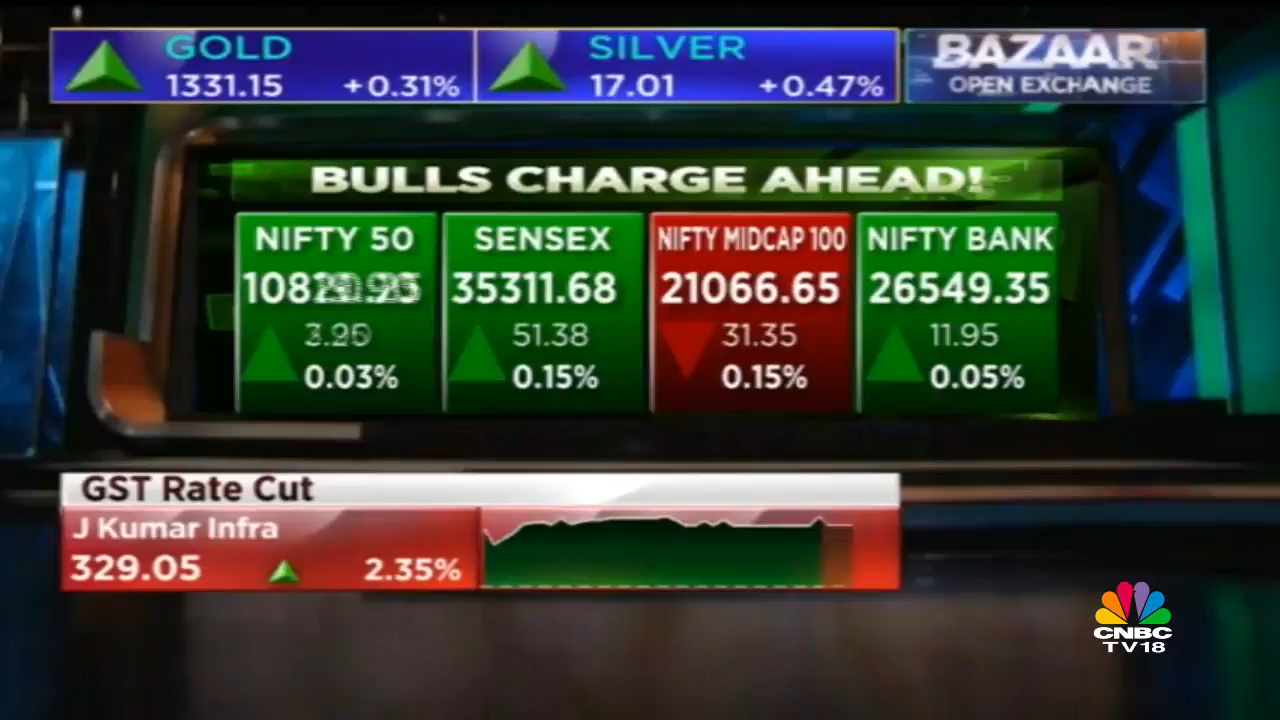 GOLD
1331.15 +0.31%
SILVER
17.01 +0.47%
BAZAAR
OPEN EXCHANGE
BULLS CHARGE AHEAD!
NIFTY 50
0.03%
SENSEX
35311.68
51.38
0.15%
NIFTY MIDCAP 100
21066.65
31.35
0.15%
NIFTY BANK
26549.35
11.95
0.05%
GST Rate Cut
J Kumar Infra
329.05 2.35%
CNBC
TV18